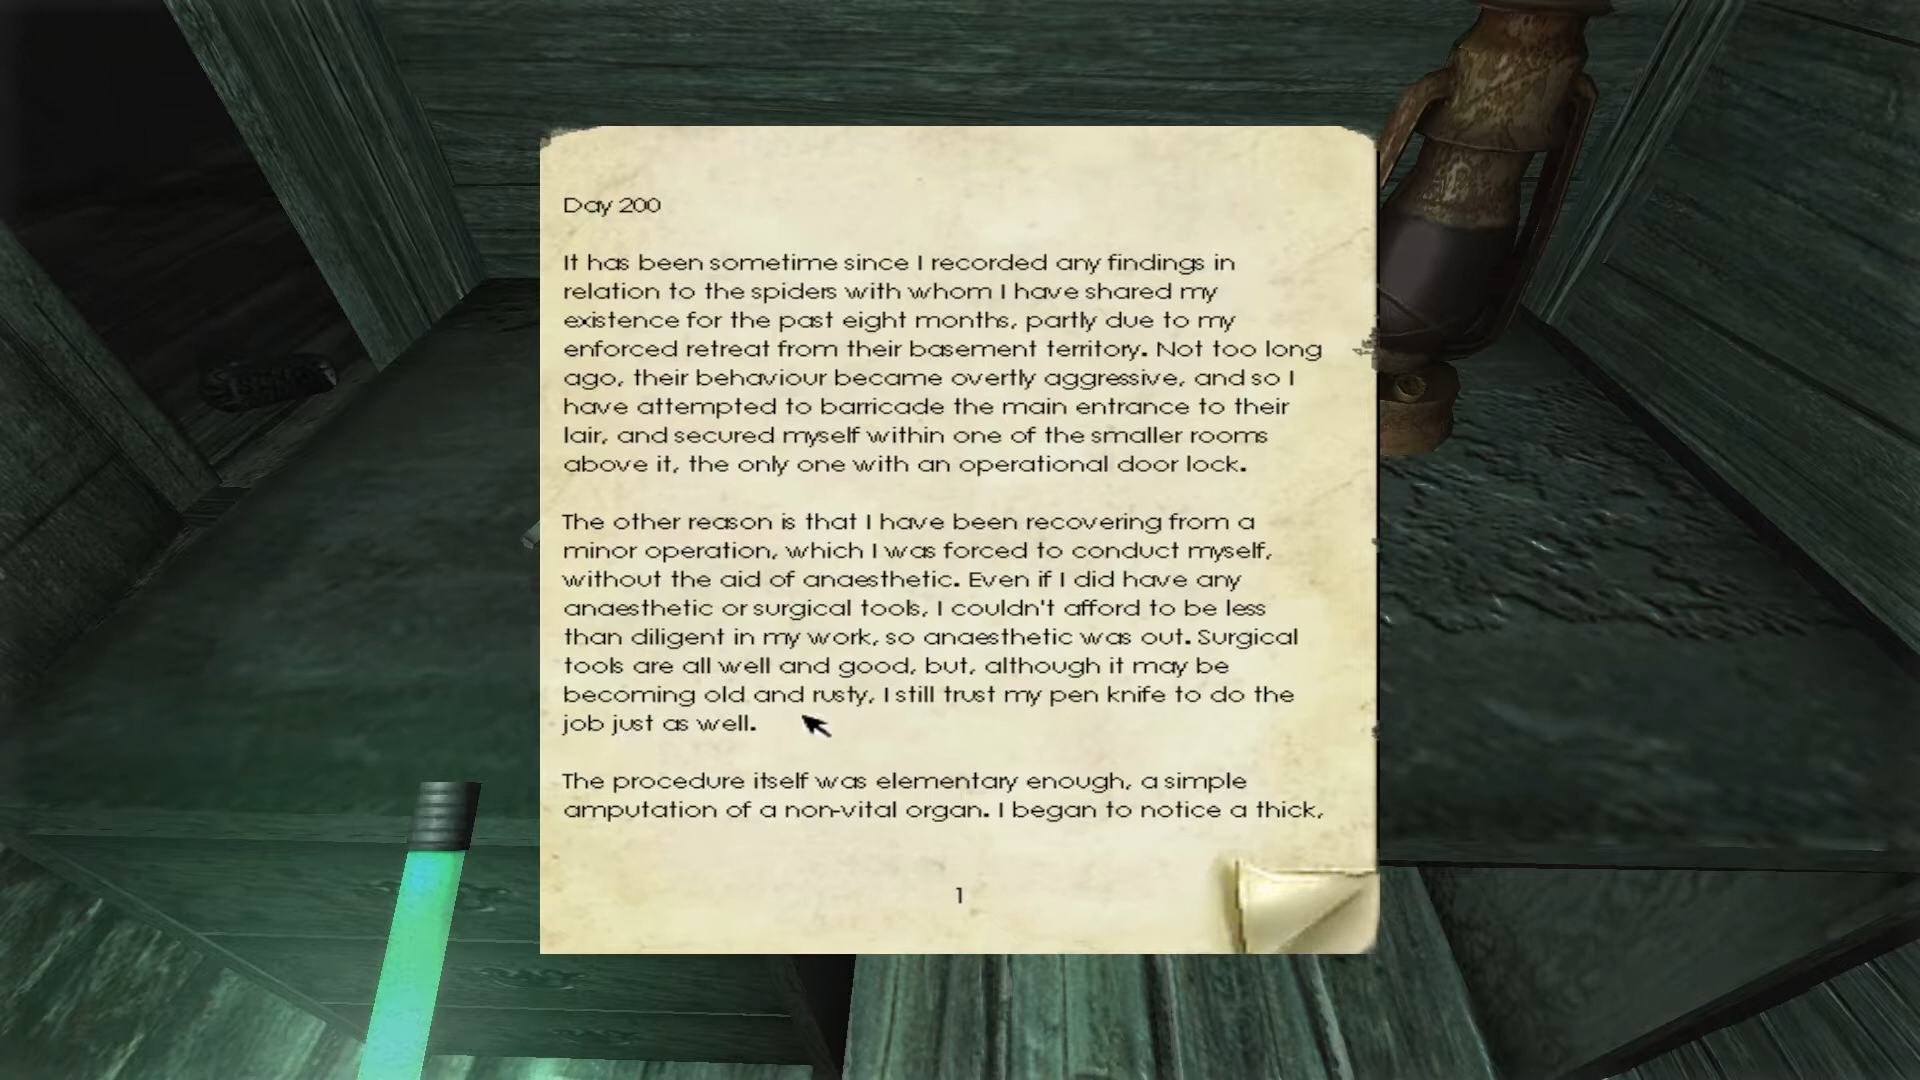 Day 200
It has been sometime since I recorded any findings in
relation to the spiders with whom I have shared my
existence for the past eight months, partly due to my
enforced retreat from their basement territory. Not too long
ago, their behaviour became overtly aggressive, and so I
have attempted to barricade the main entrance to their
lair, and secured myself within one of the smaller rooms
above it, the only one with an operational door lock.
The other reason is that I have been recovering from a
minor operation, which I was forced to conduct myself,
without the aid of anaesthetic. Even if I did have any
anaesthetic or surgical tools, I couldn't afford to be less
than diligent in my work, so anaesthetic was out. Surgical
tools are all well and good, but, although it may be
becoming old and rusty, I still trust my pen knife to do the
job just as well.
The procedure itself was elementary enough, a simple
amputation of a non-vital organ. I began to notice a thick,
1